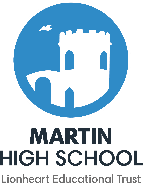 MARTIN
HIGH SCHOOL
Lionheart Educational Trust